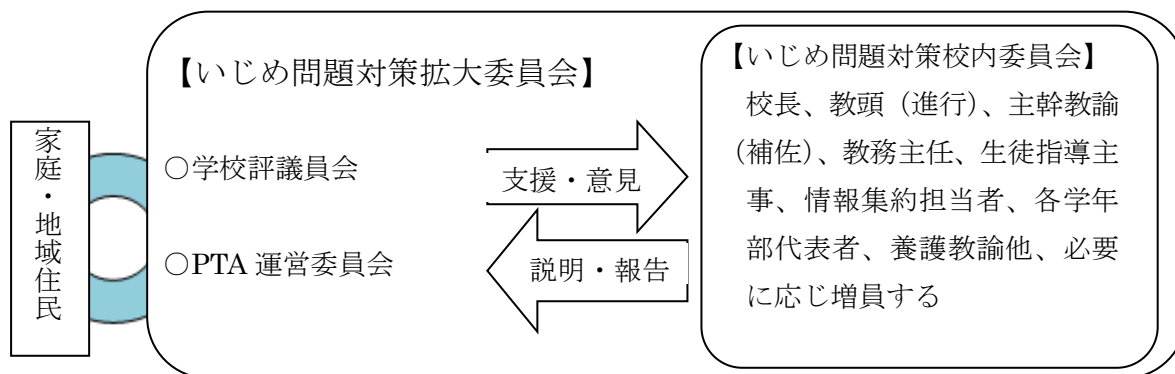 家庭・地域住民
【いじめ問題対策拡大委員会】
○学校評議員会
○PTA 運営委員会
支援・意見
説明・報告
【いじめ問題対策校内委員会】
校長、教頭（進行）、主幹教諭
（補佐）、教務主任、生徒指導主
事、情報集約担当者、各学年
部代表者、養護教諭他、必要
に応じ増員する